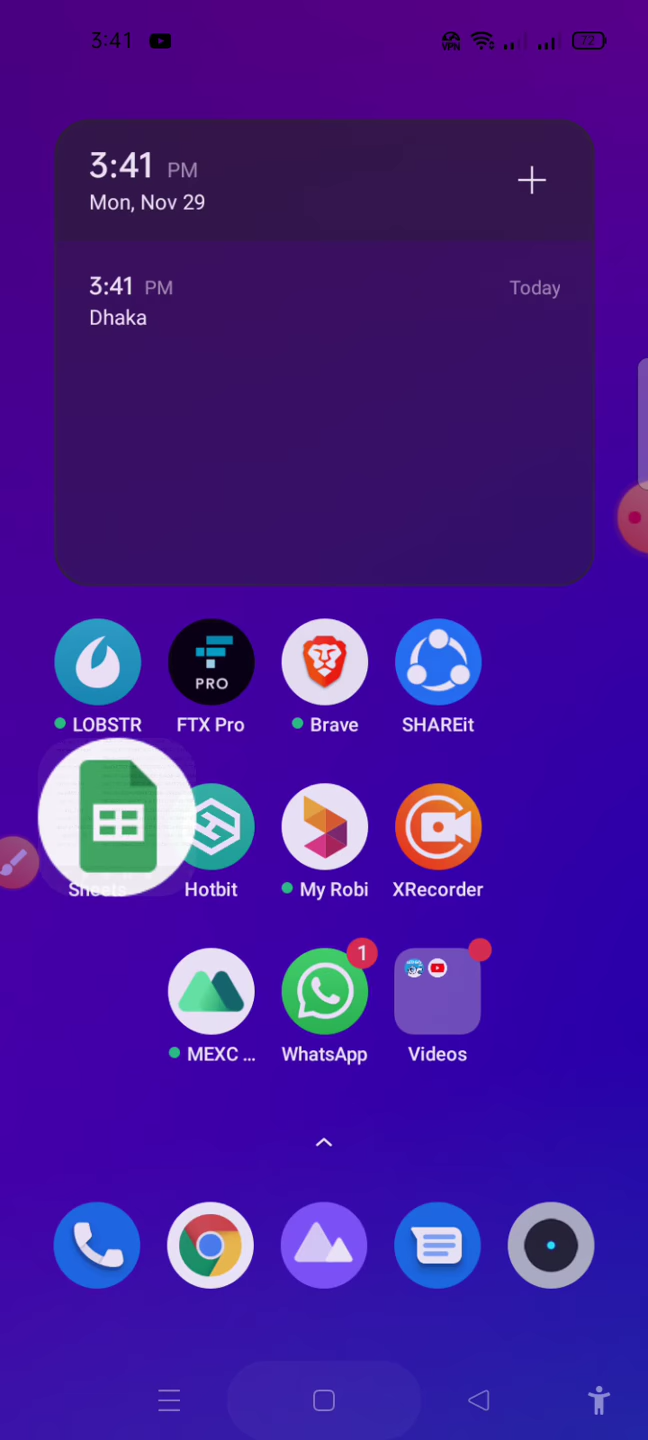 3:41
VPN
72
3:41 PM
Mon, Nov 29
3:41 PM
Today
Dhaka
PRO
LOBSTR
FTX Pro
Brave
SHAREit
Sheets
Hotbit
My Robi
XRecorder
1
MEXC ...
WhatsApp
Videos